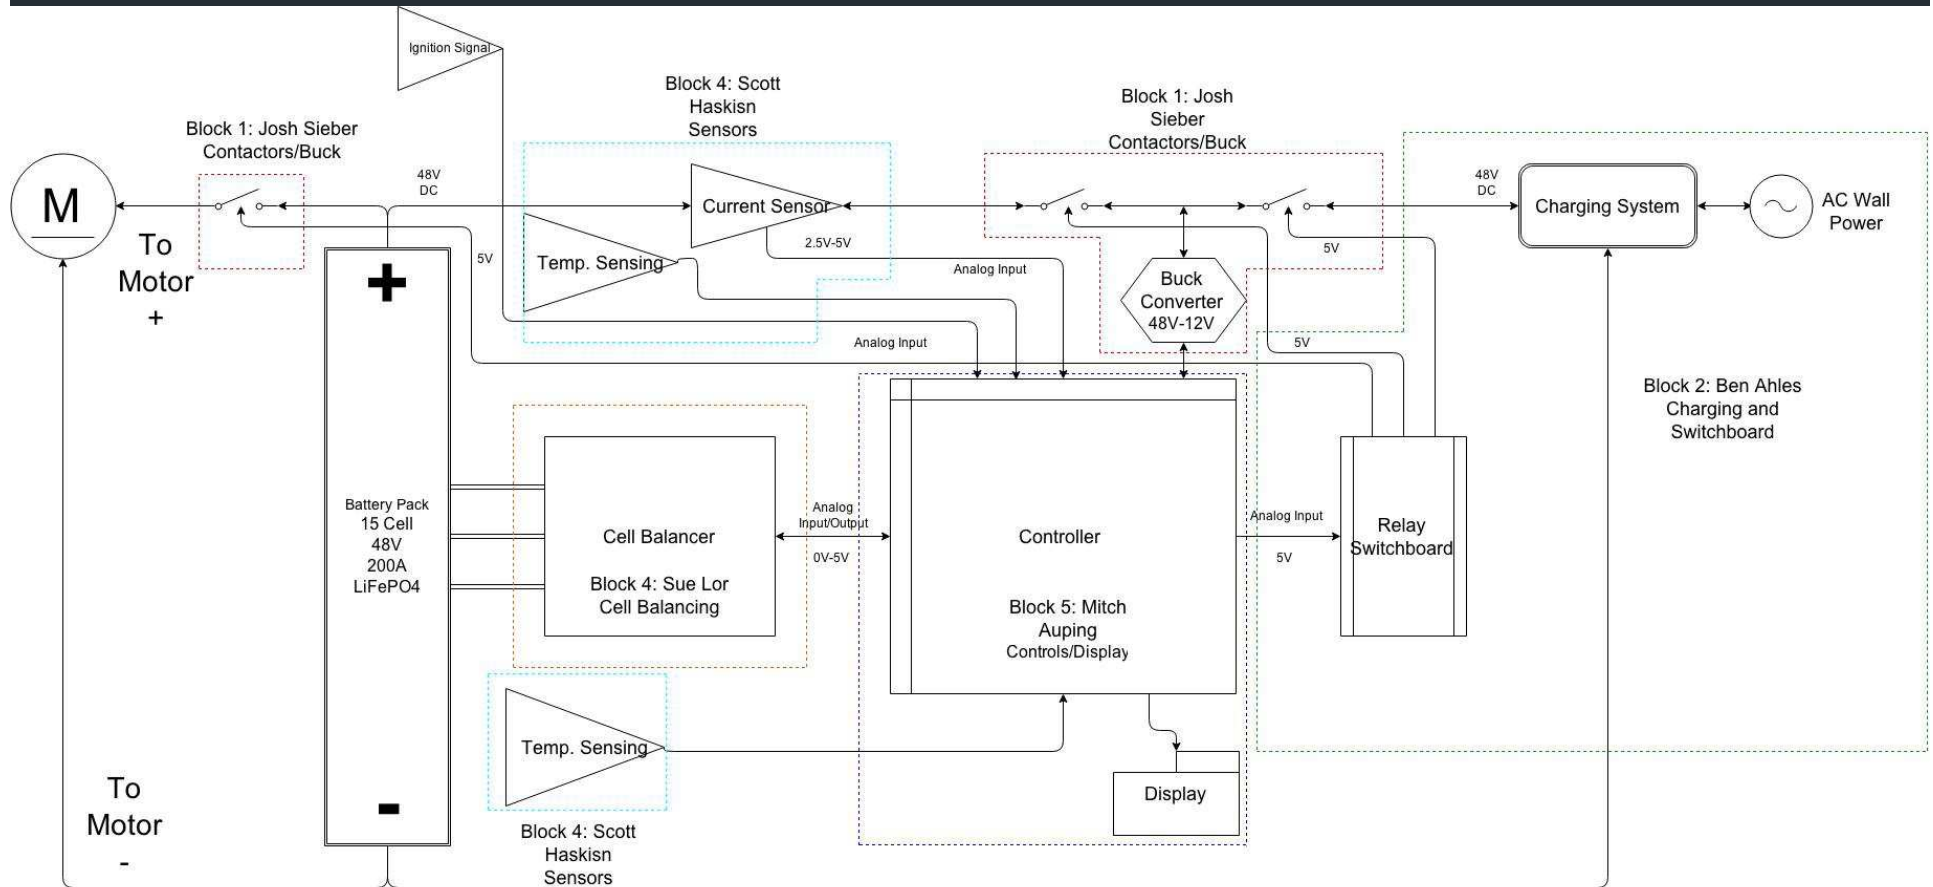 Ignition Signal
Block 4: Scott
Haskisn
Sensors
Block 1: Josh
Sieber
Contactors/Buck
Block 1: Josh Sieber
Contactors/Buck
M
48V
DC
Current Sensor
48V
DC
Charging System
AC Wall
Power
To
Motor
+
5V
2.5V-5V
Temp. Sensing
Analog Input
5V
Buck
Converter
48V-12V
+
Analog Input
5V
Block 2: Ben Ahles
Charging and
Switchboard
Battery Pack
15 Cell
48V
200A
LiFePO4
Cell Balancer
Block 4: Sue Lor
Cell Balancing
Analog
Input/Output
0V-5V
Controller
Block 5: Mitch
Auping
Controls/Display
Analog Input
5V
Relay
Switchboard
Temp. Sensing
To
Motor
-
-
Display
Block 4: Scott
Haskisn
Sensors